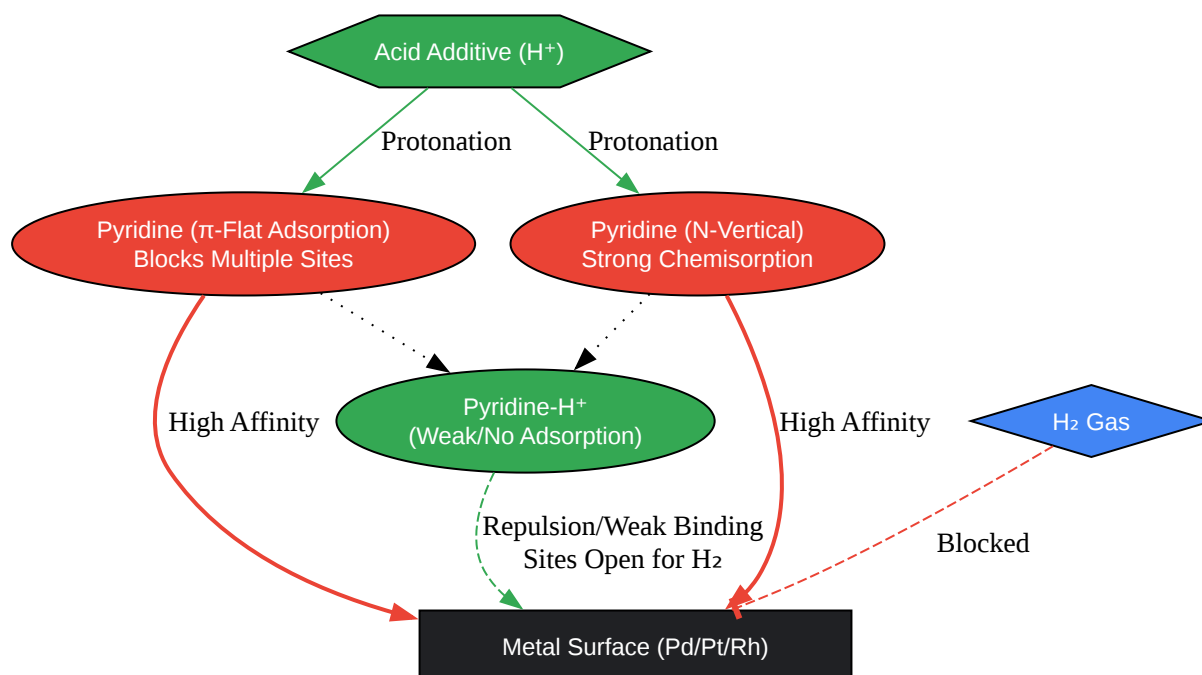 Acid Additive (H⁺)
Protonation
Protonation
Pyridine (π-Flat Adsorption)
Blocks Multiple Sites
Pyridine (N-Vertical)
Strong Chemisorption
High Affinity
Pyridine-H⁺
(Weak/No Adsorption)
High Affinity
H₂ Gas
Repulsion/Weak Binding
Sites Open for H₂
Blocked
Metal Surface (Pd/Pt/Rh)